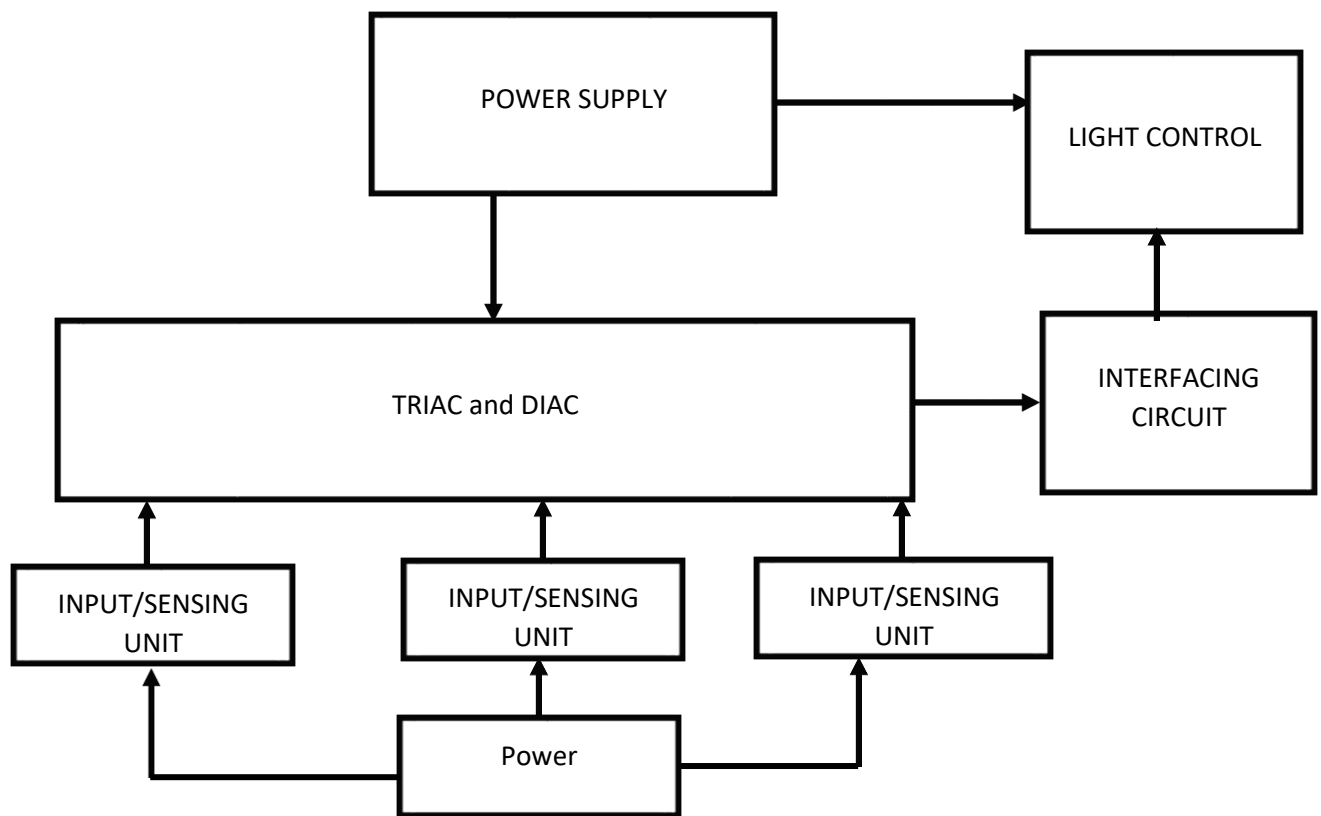 POWER SUPPLY
LIGHT CONTROL
TRIAC and DIAC
INTERFACING
CIRCUIT
INPUT/SENSING
UNIT
INPUT/SENSING
UNIT
INPUT/SENSING
UNIT
Power